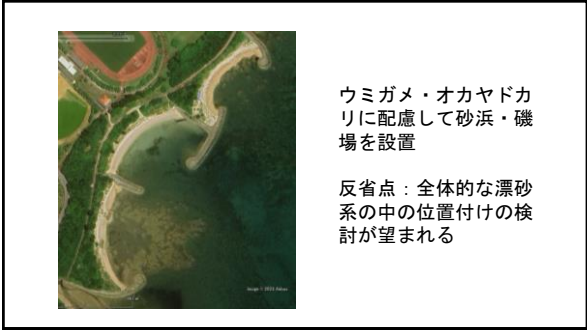 ウミガメ・オカヤドカ
リに配慮して砂浜・磯
場を設置
反省点：全体的な漂砂
系の中の位置付けの検
討が望まれる